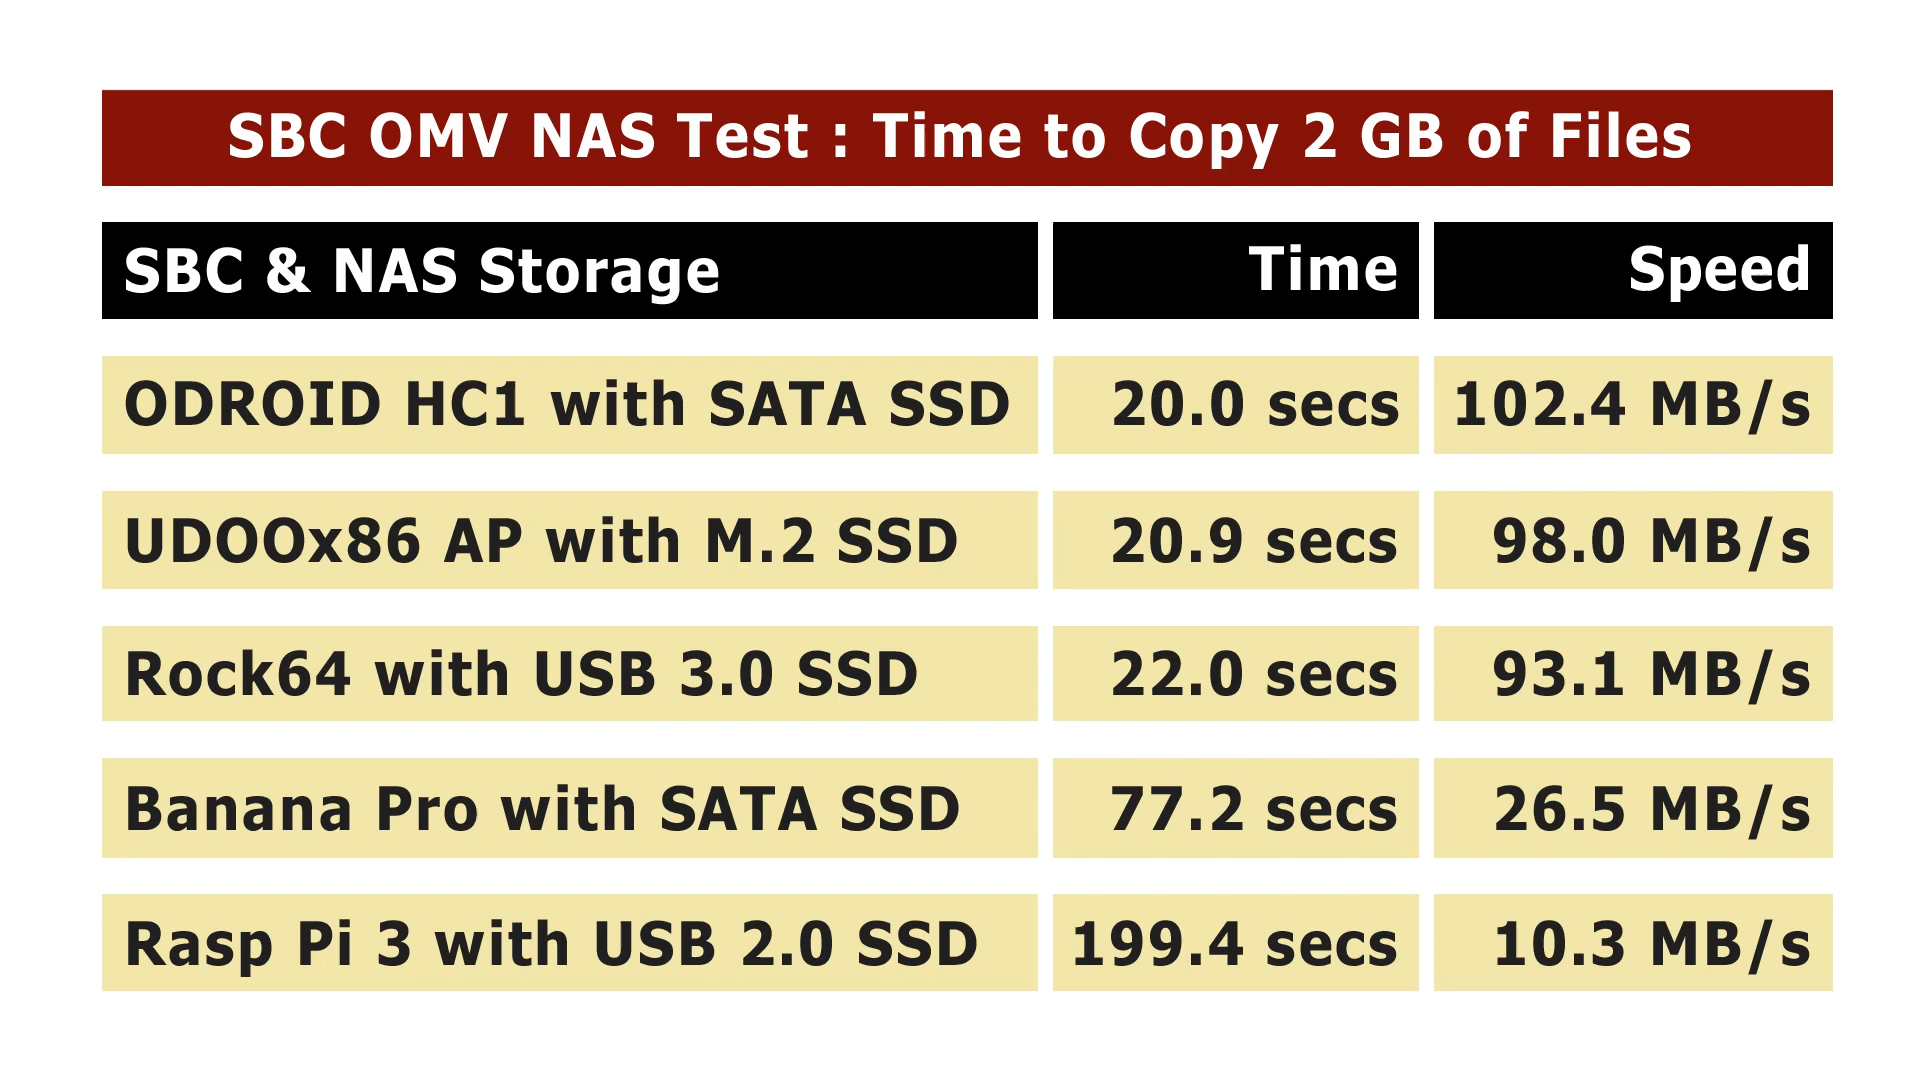 SBC OMV NAS Test : Time to Copy 2 GB of Files
SBC & NAS Storage Time Speed
ODROID HC1 with SATA SSD 20.0 secs 102.4 MB/s
UDOOx86 AP with M.2 SSD 20.9 secs 98.0 MB/s
Rock64 with USB 3.0 SSD 22.0 secs 93.1 MB/s
Banana Pro with SATA SSD 77.2 secs 26.5 MB/s
Rasp Pi 3 with USB 2.0 SSD 199.4 secs 10.3 MB/s